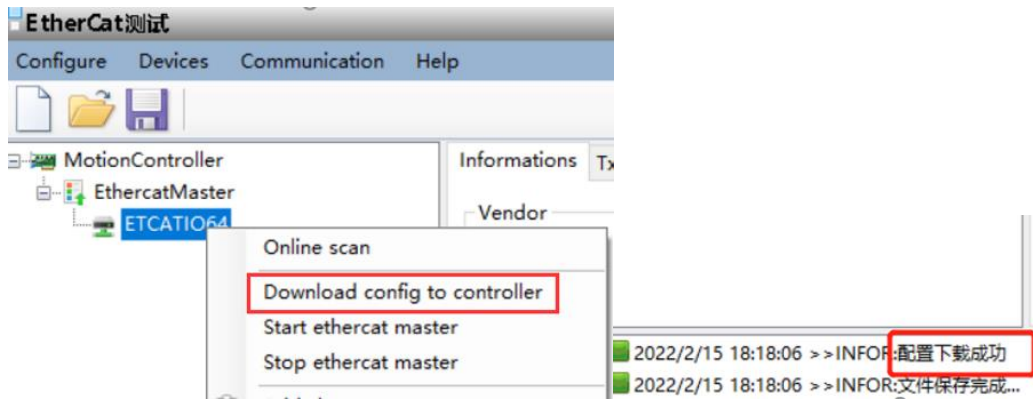 EtherCat测试
Configure Devices Communication Help
MotionController
EthercatMaster
ETCATIO64
Informations
Vendor
Online scan
Download config to controller
Start ethercat master
Stop ethercat master
2022/2/15 18:18:06 >>INFOR:配置下载成功
2022/2/15 18:18:06 >>INFOR:文件保存完成...